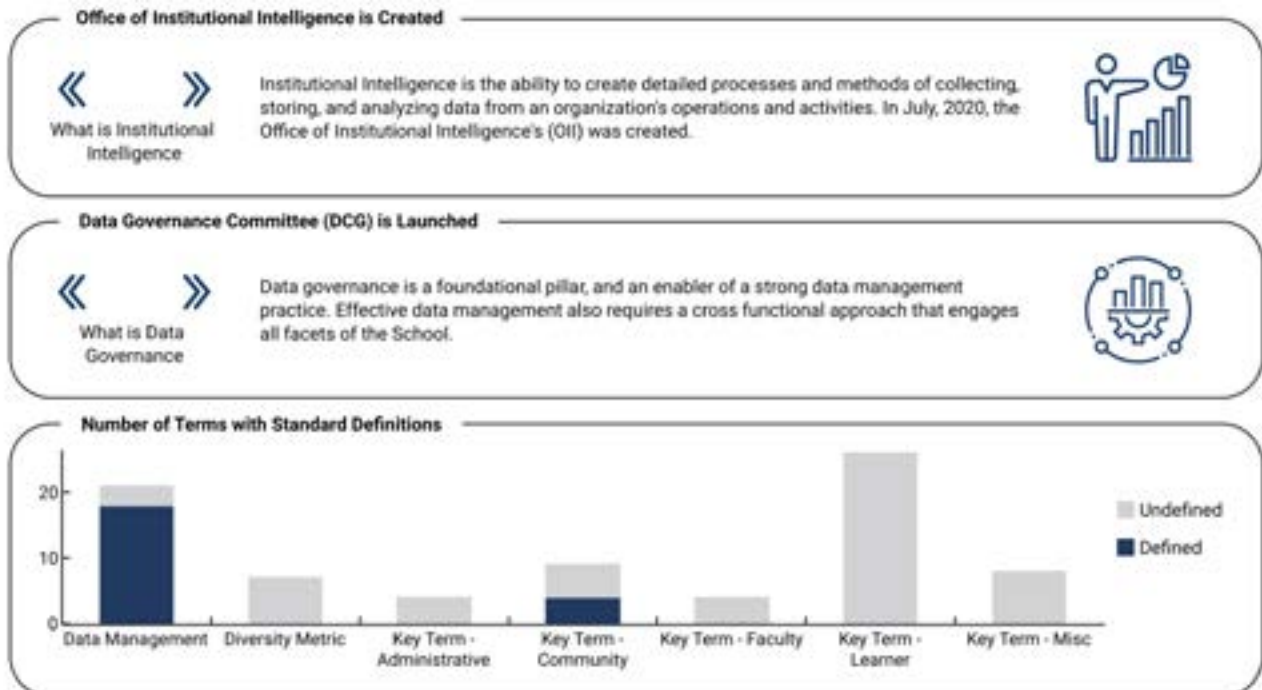 Office of Institutional Intelligence is Created
What is Institutional
Intelligence
Institutional Intelligence is the ability to create detailed processes and methods of collecting,
storing, and analyzing data from an organization's operations and activities. In July, 2020, the
Office of Institutional Intelligence's (OII) was created.
Data Governance Committee (DCG) is Launched
What is Data
Governance
Data governance is a foundational pillar, and an enabler of a strong data management
practice. Effective data management also requires a cross functional approach that engages
all facets of the School.
Number of Terms with Standard Definitions
20
10
0
Data Management
Diversity Metric
Key Term -
Administrative
Key Term -
Community
Key Term - Faculty
Key Term -
Learner
Key Term - Misc
Undefined
Defined